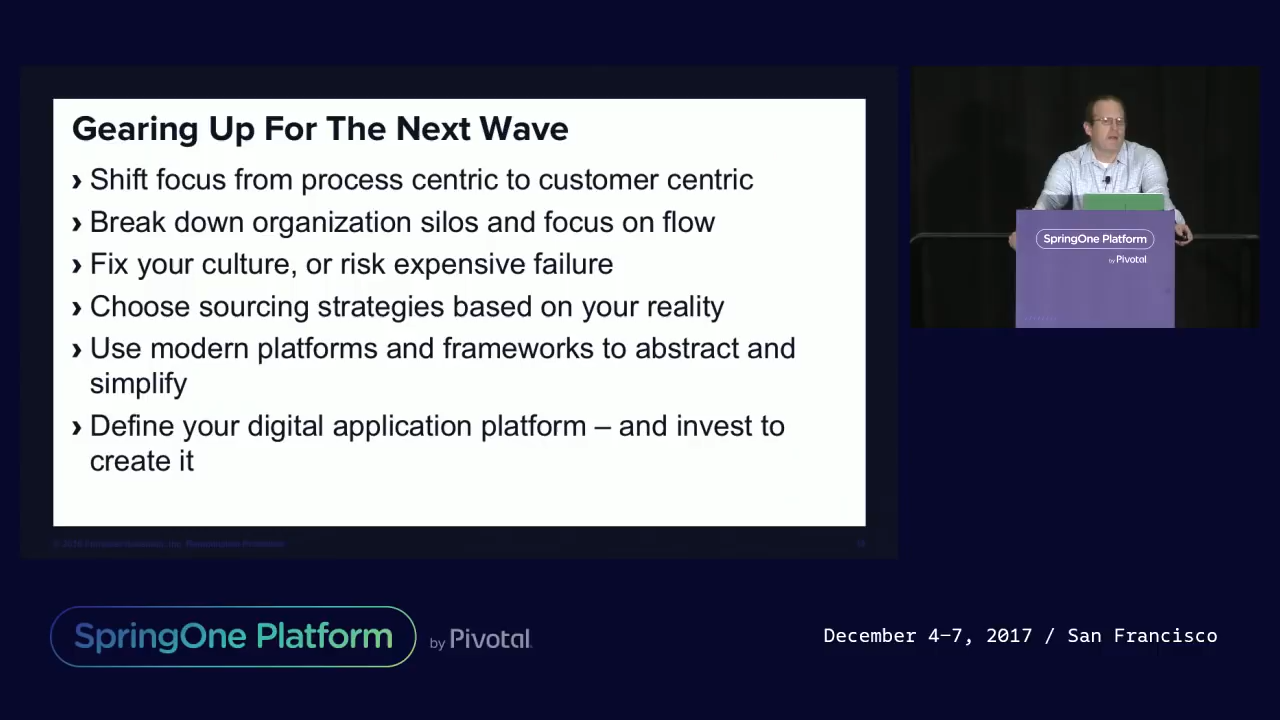 Gearing Up For The Next Wave
› Shift focus from process centric to customer centric
› Break down organization silos and focus on flow
› Fix your culture, or risk expensive failure
› Choose sourcing strategies based on your reality
› Use modern platforms and frameworks to abstract and
simplify
› Define your digital application platform – and invest to
create it
SpringOne Platform
by Pivotal
SpringOne Platform by Pivotal
December 4–7, 2017 / San Francisco